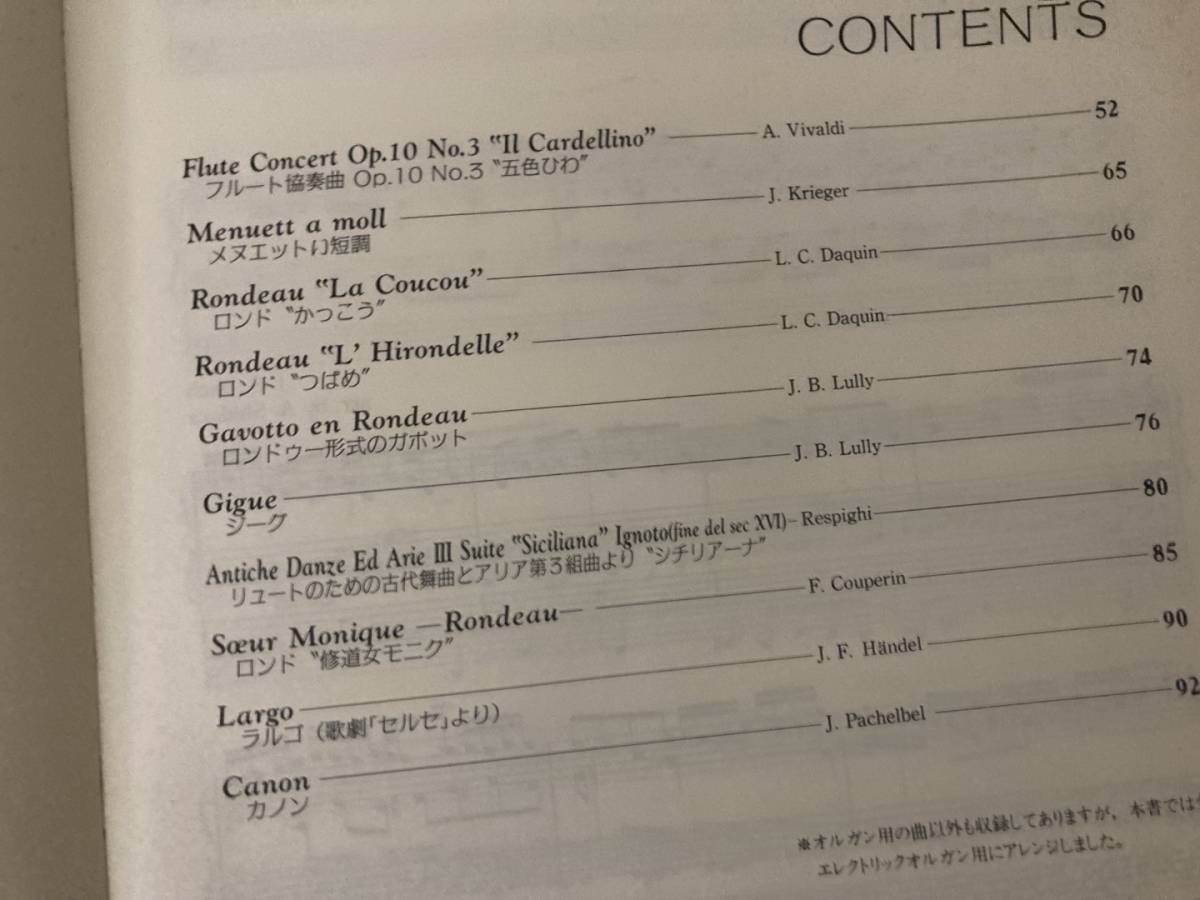 CONTENTS
Flute Concert Op.10 No.3 "Il Cardellino" A. Vivaldi 52
フルート協奏曲 Op.10 No.3 〝五色ひわ〞
Menuett a moll J. Krieger 65
メヌエットい短調
Rondeau "La Coucou" L. C. Daquin 66
ロンド 〝かっこう〞
Rondeau "L' Hirondelle" L. C. Daquin 70
ロンド 〝つばめ〞
Gavotto en Rondeau J. B. Lully 74
ロンドゥー形式のガボット
Gigue J. B. Lully 76
ジーグ
Antiche Danze Ed Arie III Suite "Siciliana" Ignoto(fine del sec XVI) Respighi 80
リュートのための古代舞曲とアリア第3組曲より 〝シチリアーナ〞
Sœur Monique —Rondeau— F. Couperin 85
ロンド 〝修道女モニク〞
Largo J. F. Händel 90
ラルゴ (歌劇「セルセ」より)
Canon J. Pachelbel 92
カノン
※オルガン用の曲以外も収録してありますが、本書では
エレクトリックオルガン用にアレンジしました。